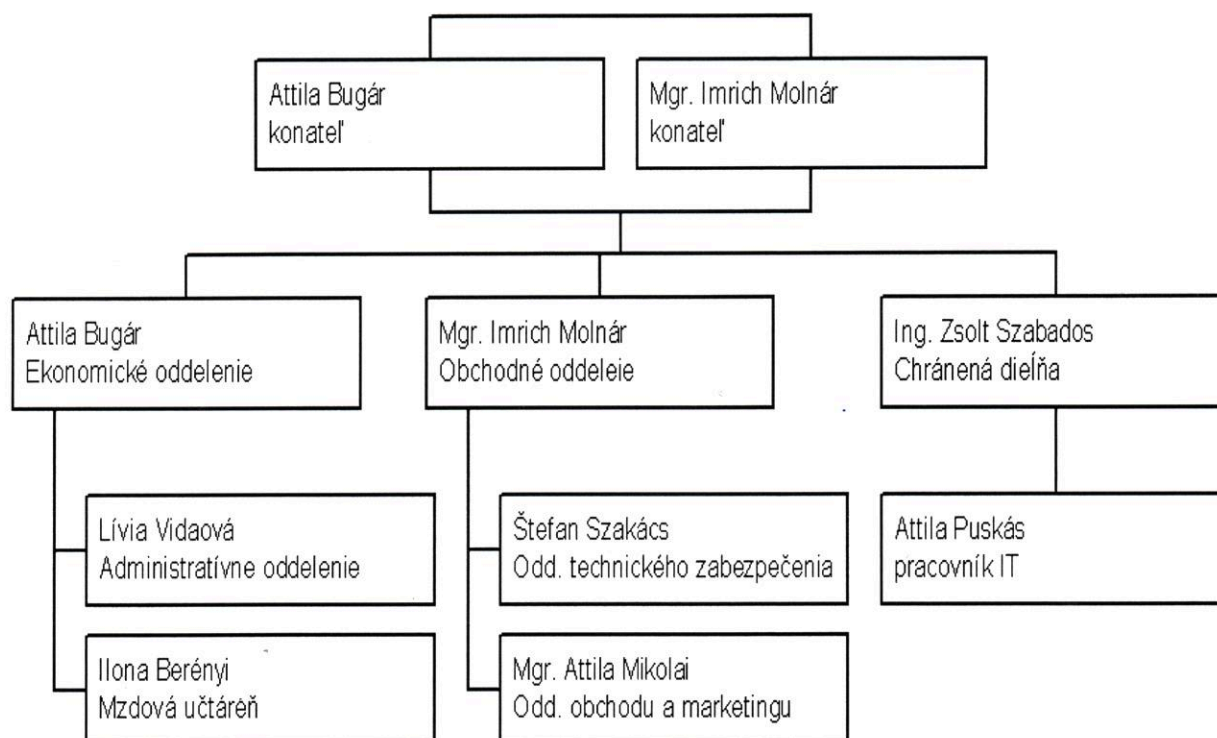 Attila Bugár
konateľ
Mgr. Imrich Molnár
konateľ
Attila Bugár
Ekonomické oddelenie
Mgr. Imrich Molnár
Obchodné oddeleie
Ing. Zsolt Szabados
Chránená dieĺňa
Lívia Vidaová
Administratívne oddelenie
Štefan Szakács
Odd. technického zabezpečenia
Attila Puskás
pracovník IT
Ilona Berényi
Mzdová učtáreň
Mgr. Attila Mikolai
Odd. obchodu a marketingu